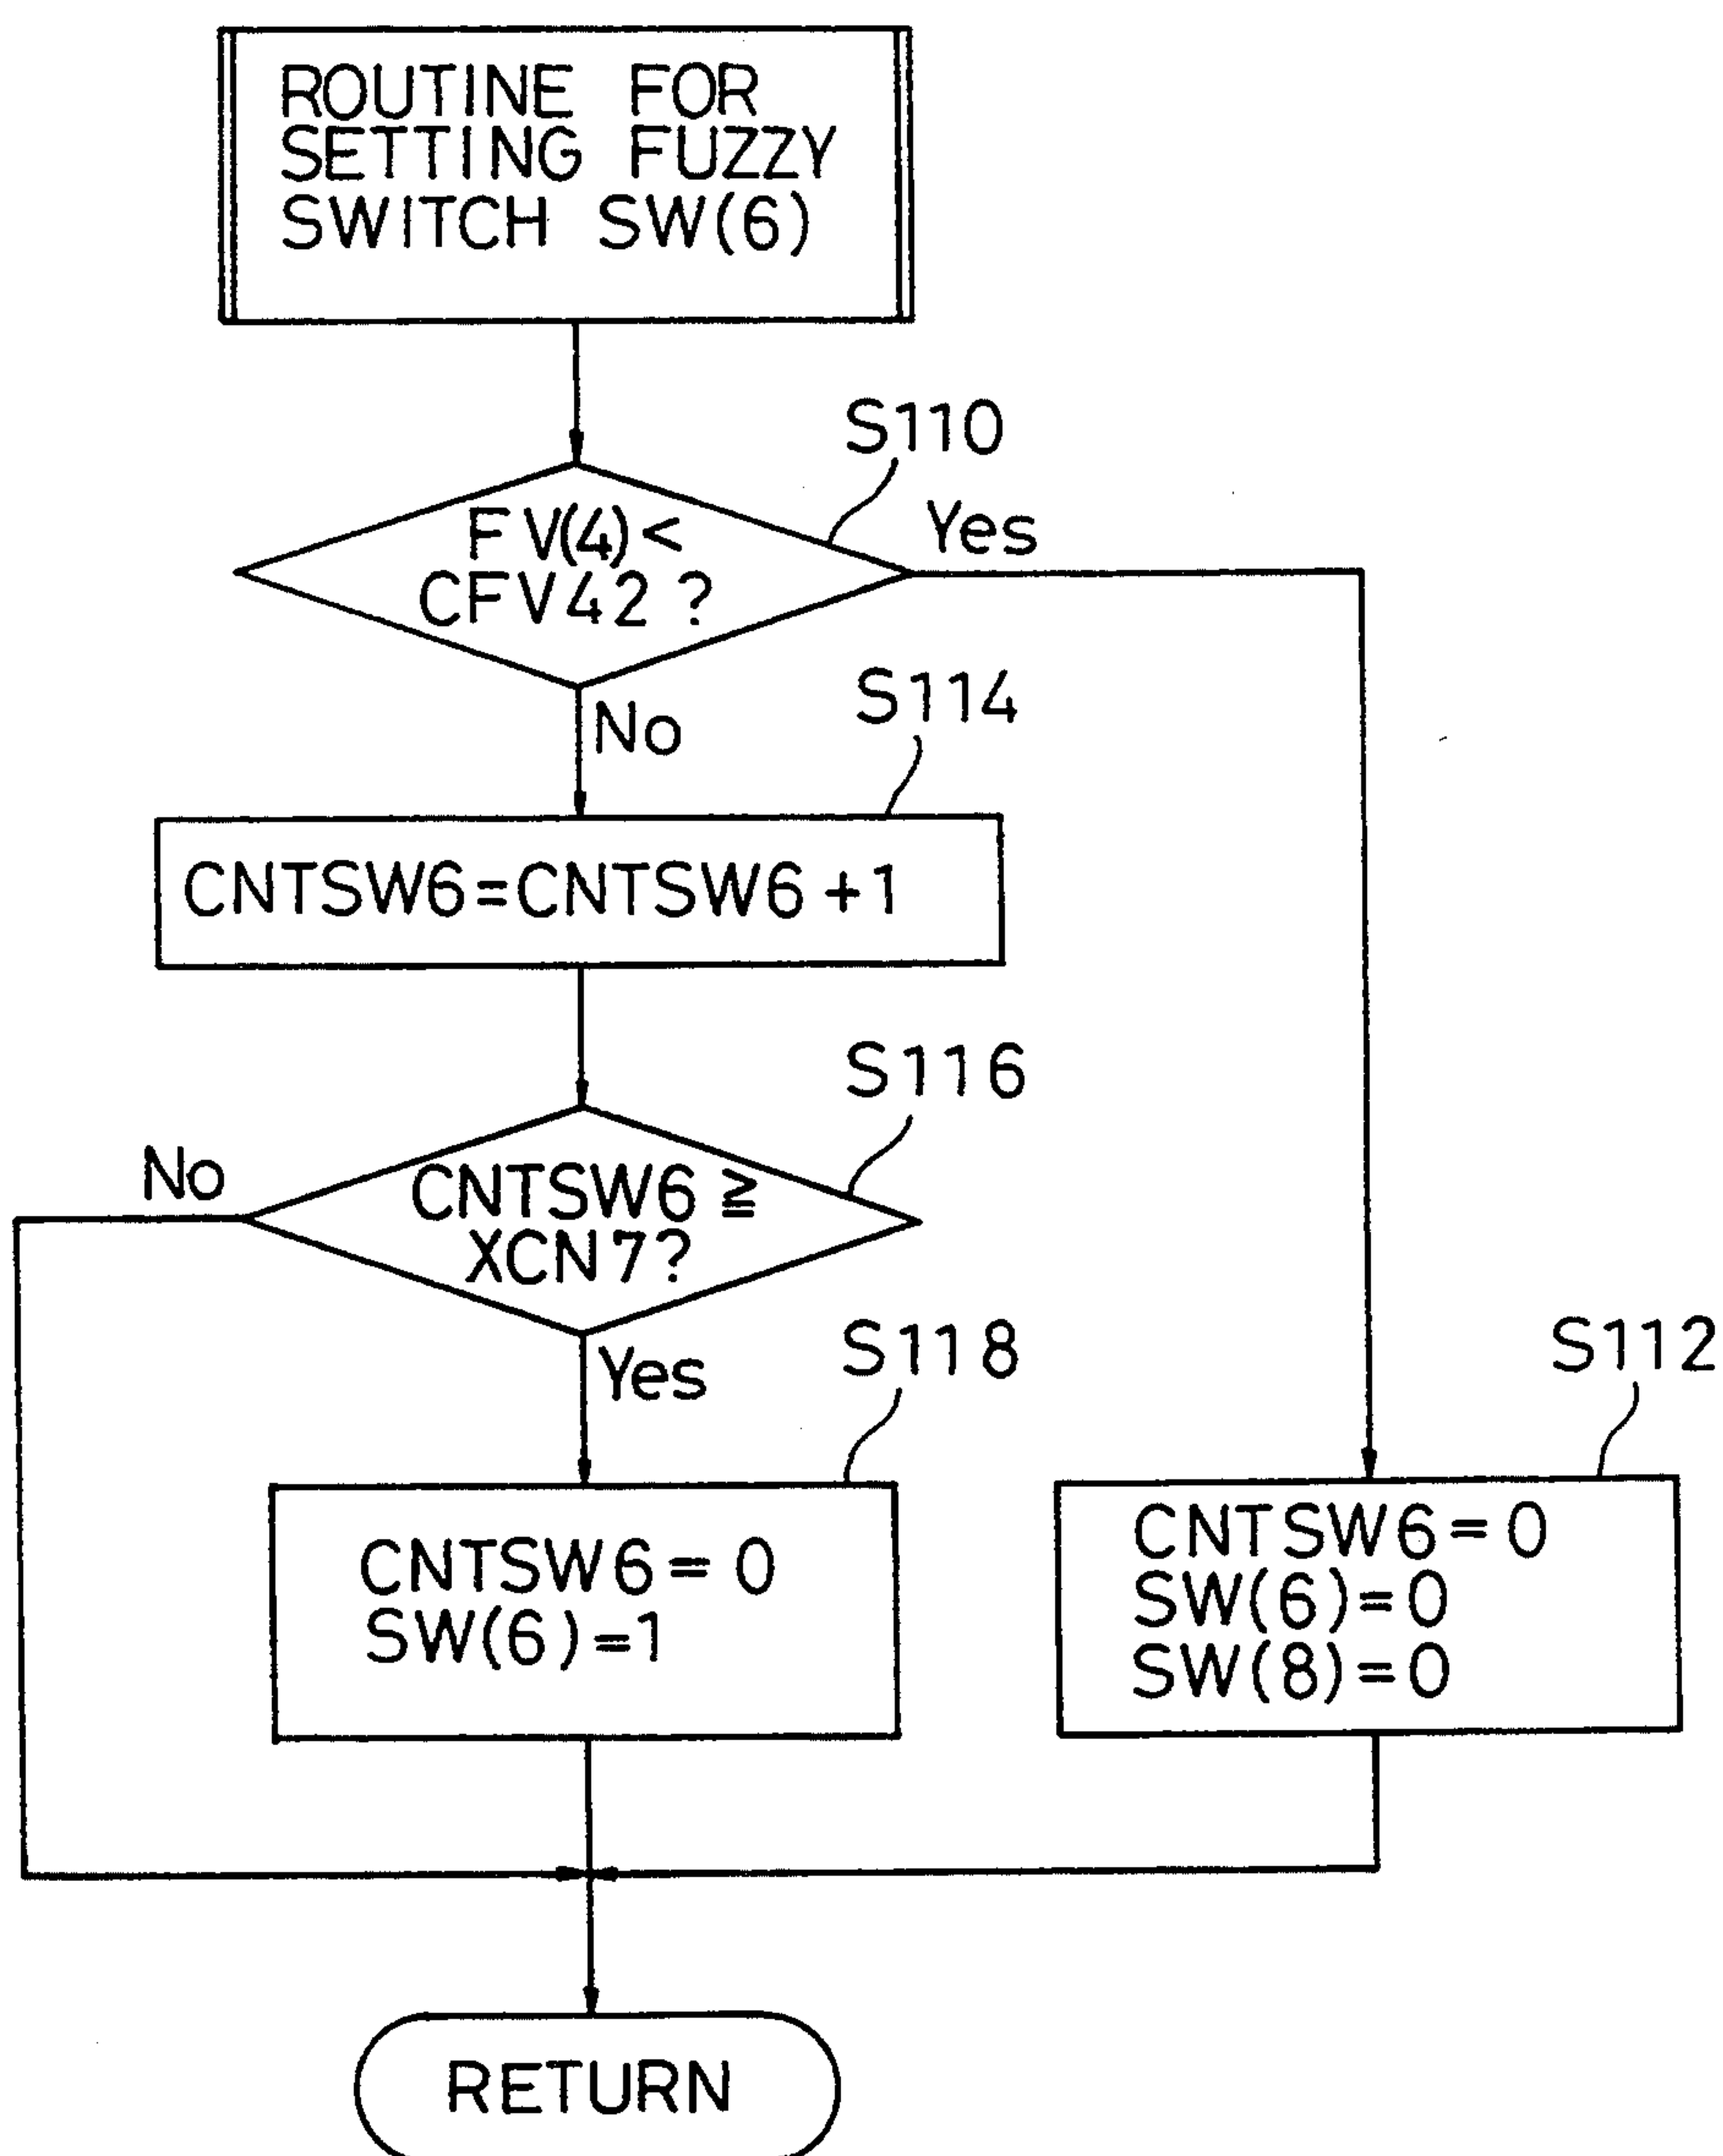 ROUTINE FOR
SETTING FUZZY
SWITCH SW(6)
S110
FV(4)<
CFV42?
Yes
No
S114
CNTSW6=CNTSW6+1
S116
CNTSW6≧
XCN7?
No
Yes
S118
CNTSW6=0
SW(6)=1
S112
CNTSW6=0
SW(6)=0
SW(8)=0
RETURN